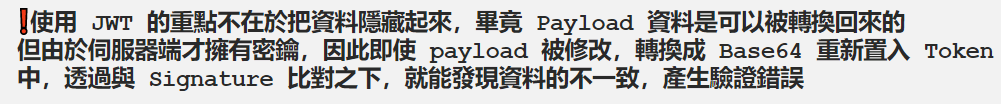 ❗使用 JWT 的重點不在於把資料隱藏起來，畢竟 Payload 資料是可以被轉換回來的
但由於伺服器端才擁有密鑰，因此即使 payload 被修改，轉換成 Base64 重新置入 Token
中，透過與 Signature 比對之下，就能發現資料的不一致，產生驗證錯誤